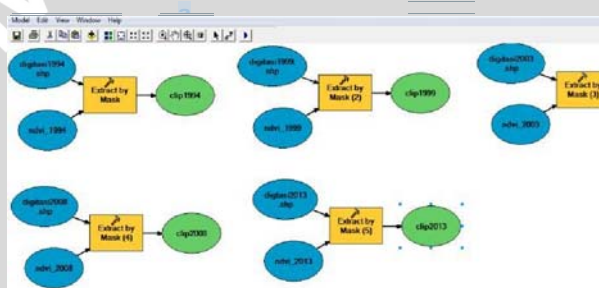 Model Edit View Window Help
digitasi1994
.shp
Extract by
Mask
clip1994
ndvi_1994
digitasi1999.
shp
Extract by
Mask (2)
clip1999
ndvi_1999
digitasi2003
.shp
Extract by
Mask (3)
ndvi_2003
digitasi2008
.shp
Extract by
Mask (4)
clip2008
ndvi_2008
digitasi2013
.shp
Extract by
Mask (5)
clip2013
ndvi_2013